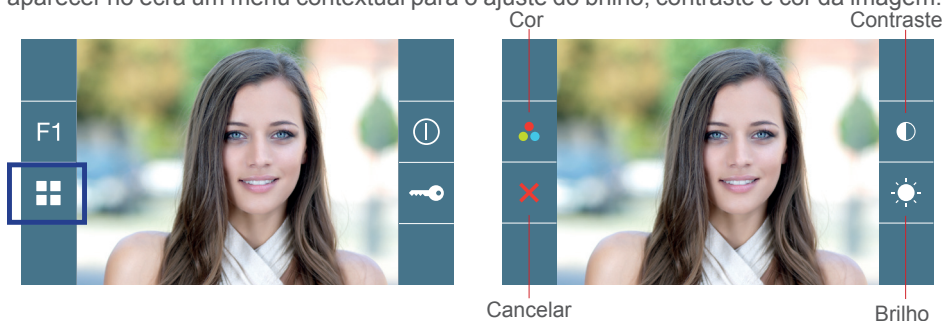 aparecer no ecrã um menu contextual para o ajuste do brilho, contraste e cor da imagem.
Cor
Contraste
F1
Cancelar
Brilho